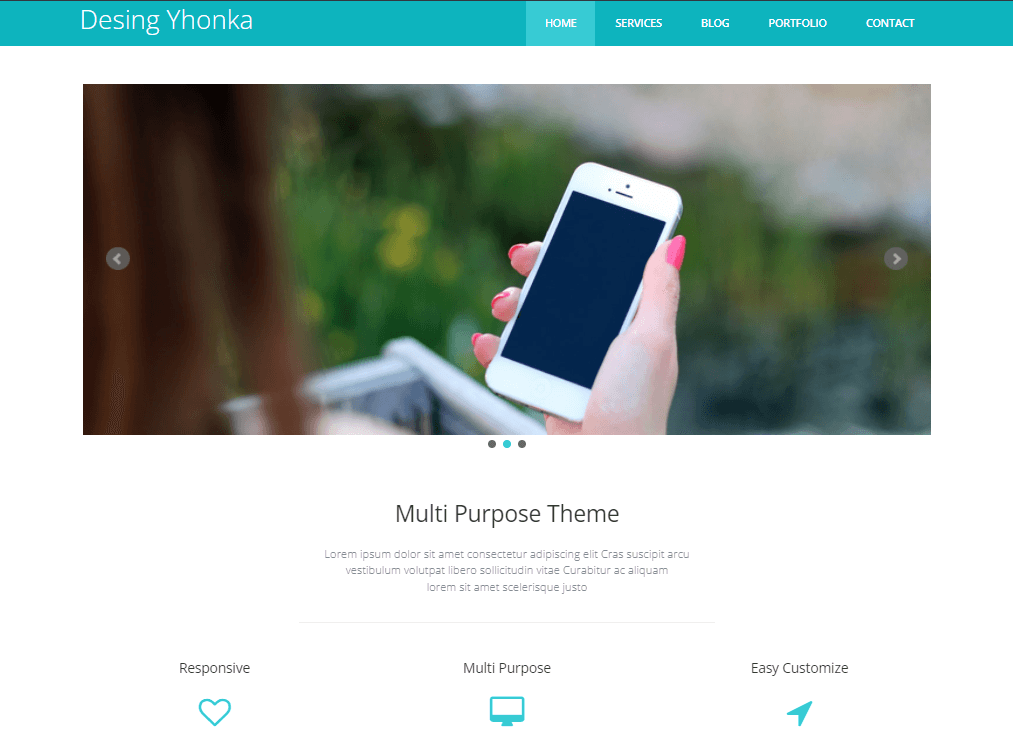 Desing Yhonka
HOME SERVICES BLOG PORTFOLIO CONTACT
Multi Purpose Theme
Lorem ipsum dolor sit amet consectetur adipiscing elit Cras suscipit arcu
vestibulum volutpat libero sollicitudin vitae Curabitur ac aliquam
lorem sit amet scelerisque justo
Responsive Multi Purpose Easy Customize